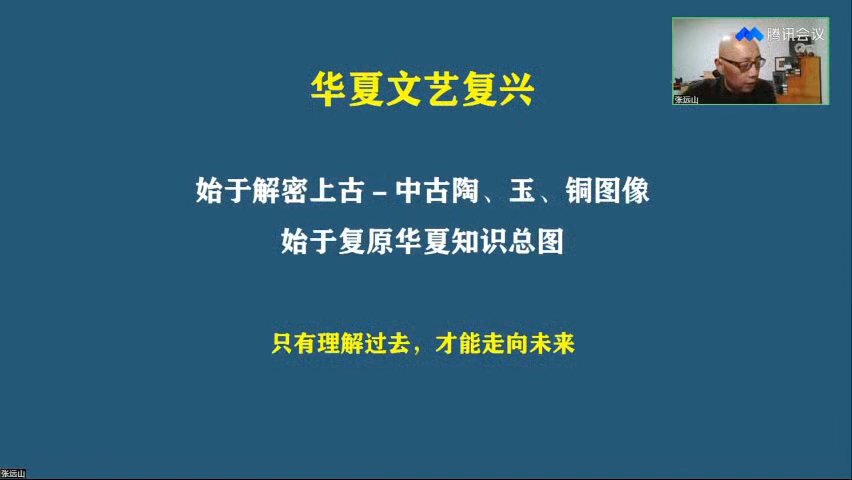 腾讯会议
张远山
华夏文艺复兴
始于解密上古－中古陶、玉、铜图像
始于复原华夏知识总图
只有理解过去，才能走向未来
张远山